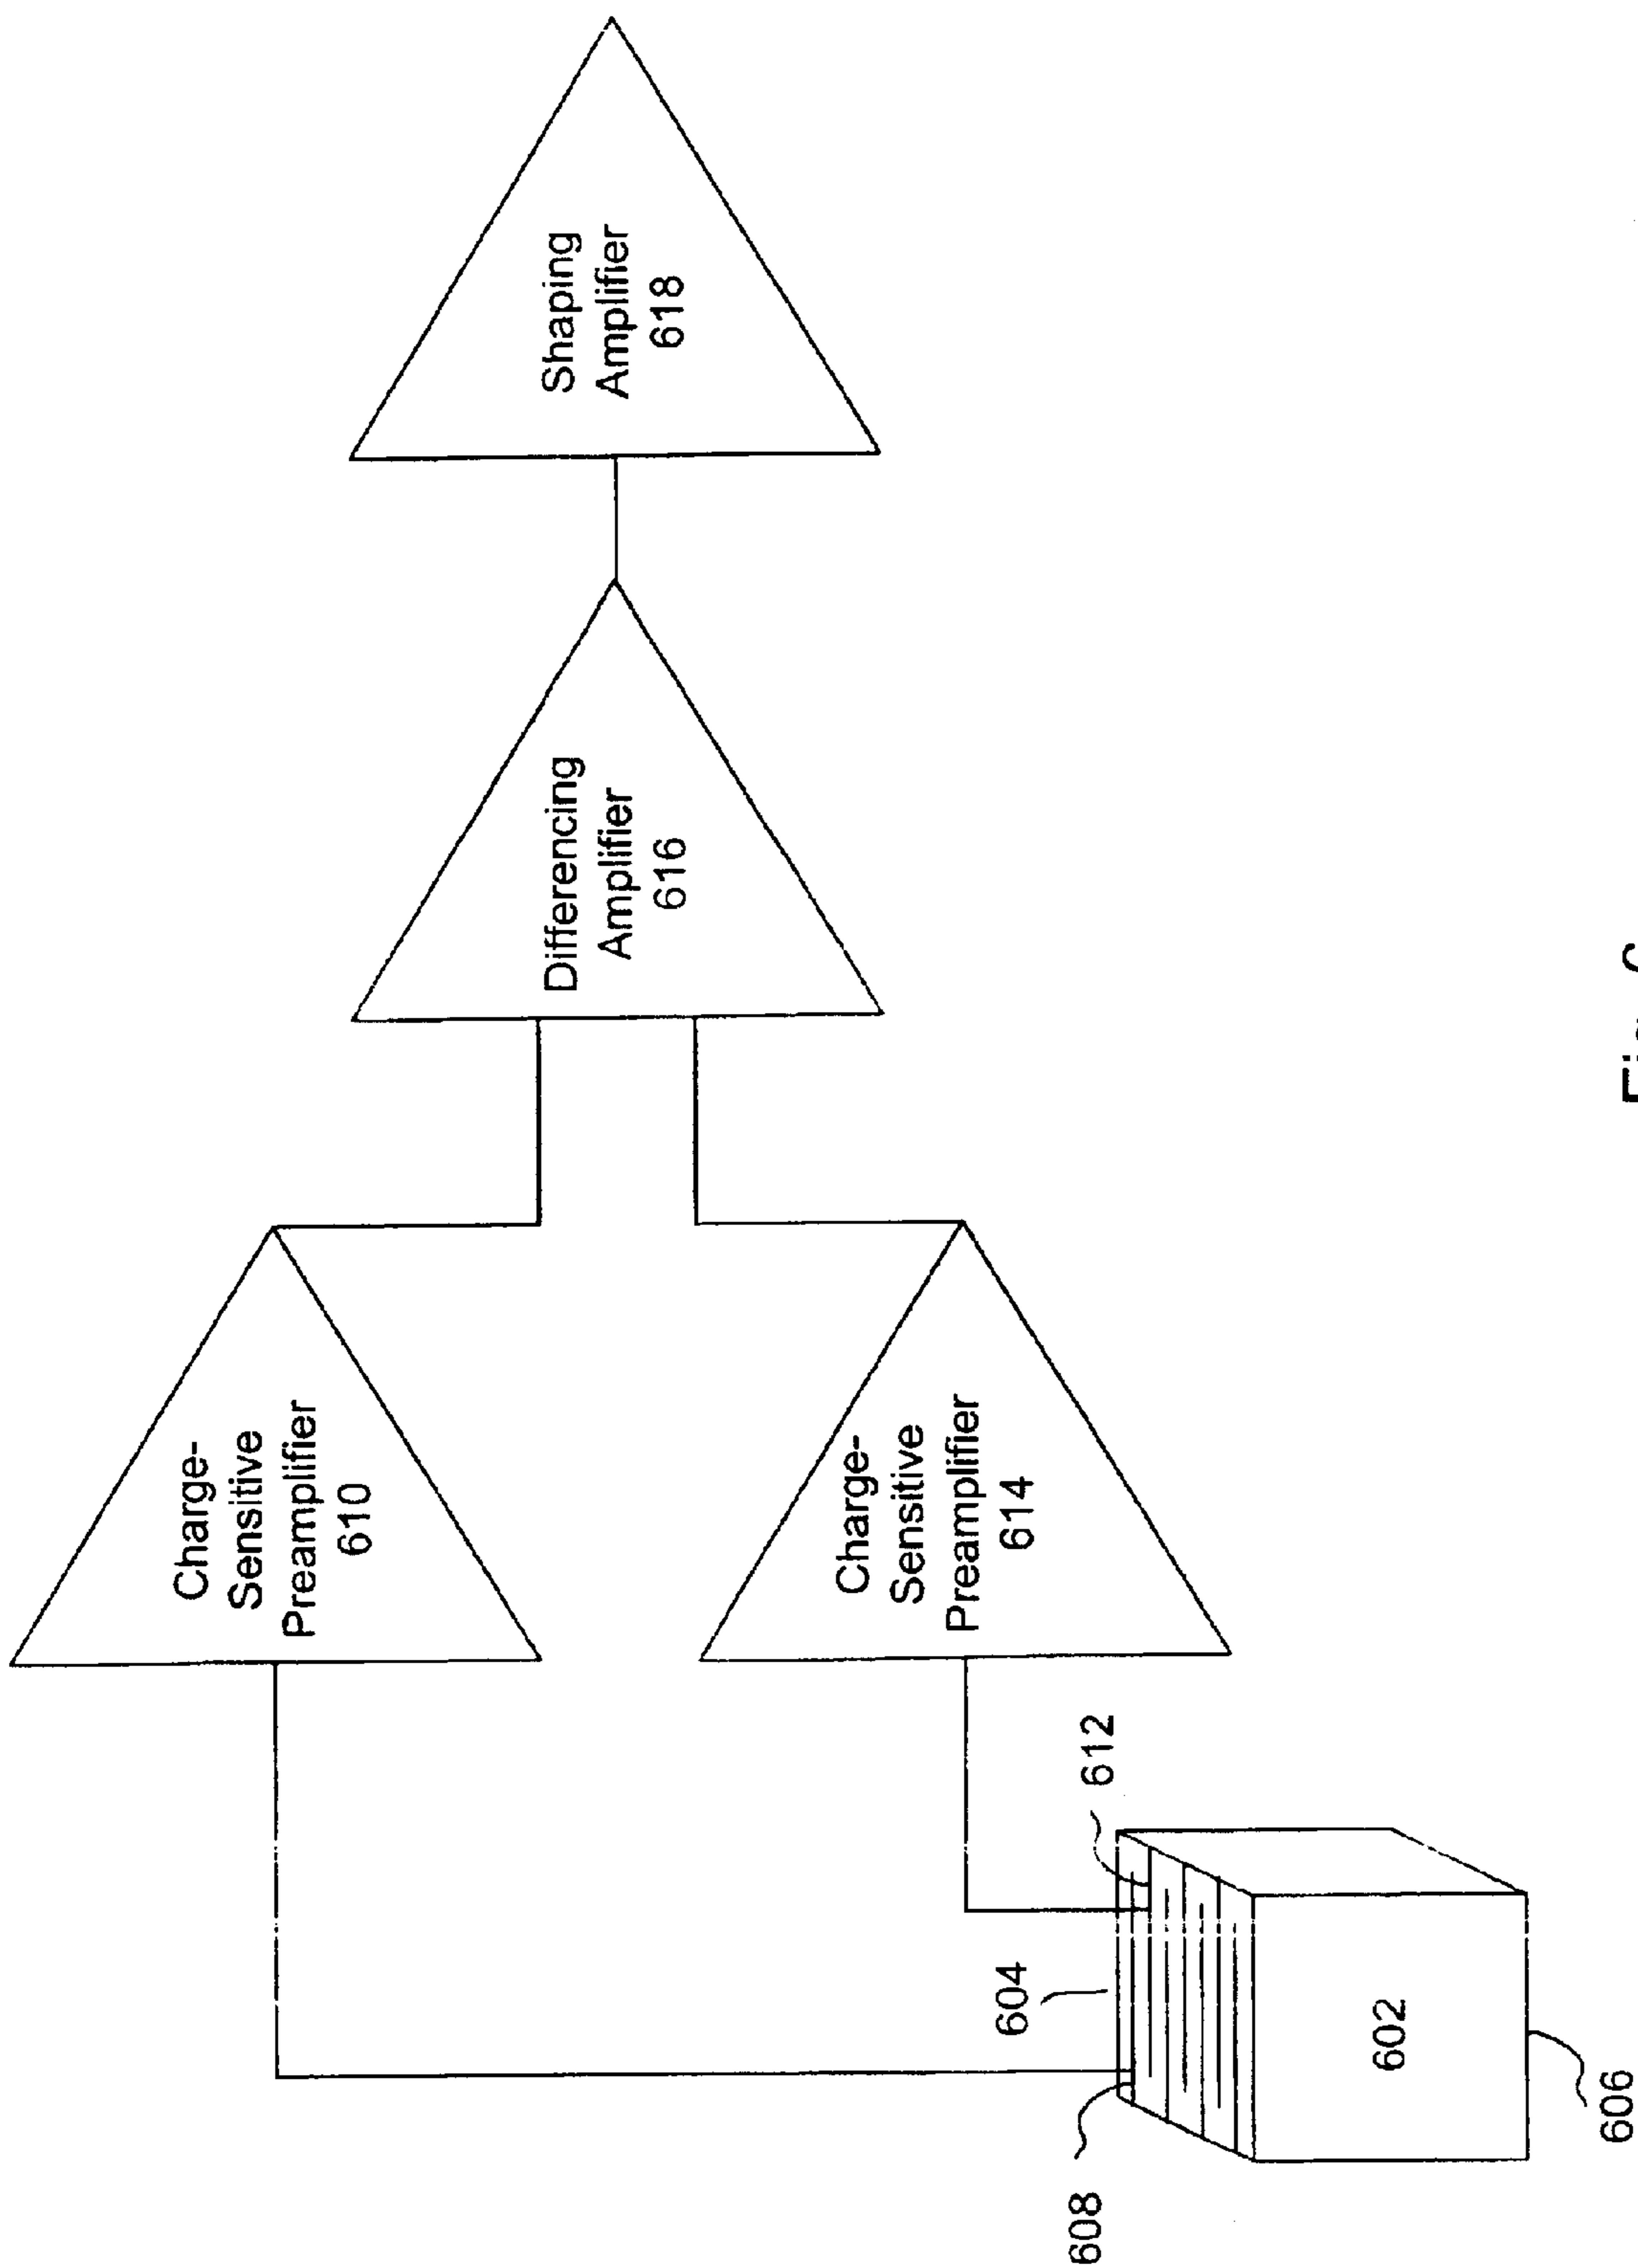 Charge-
Sensitive
Preamplifier
610
Charge-
Sensitive
Preamplifier
614
Differencing
Amplifier
616
Shaping
Amplifier
618
608
604
612
602
606